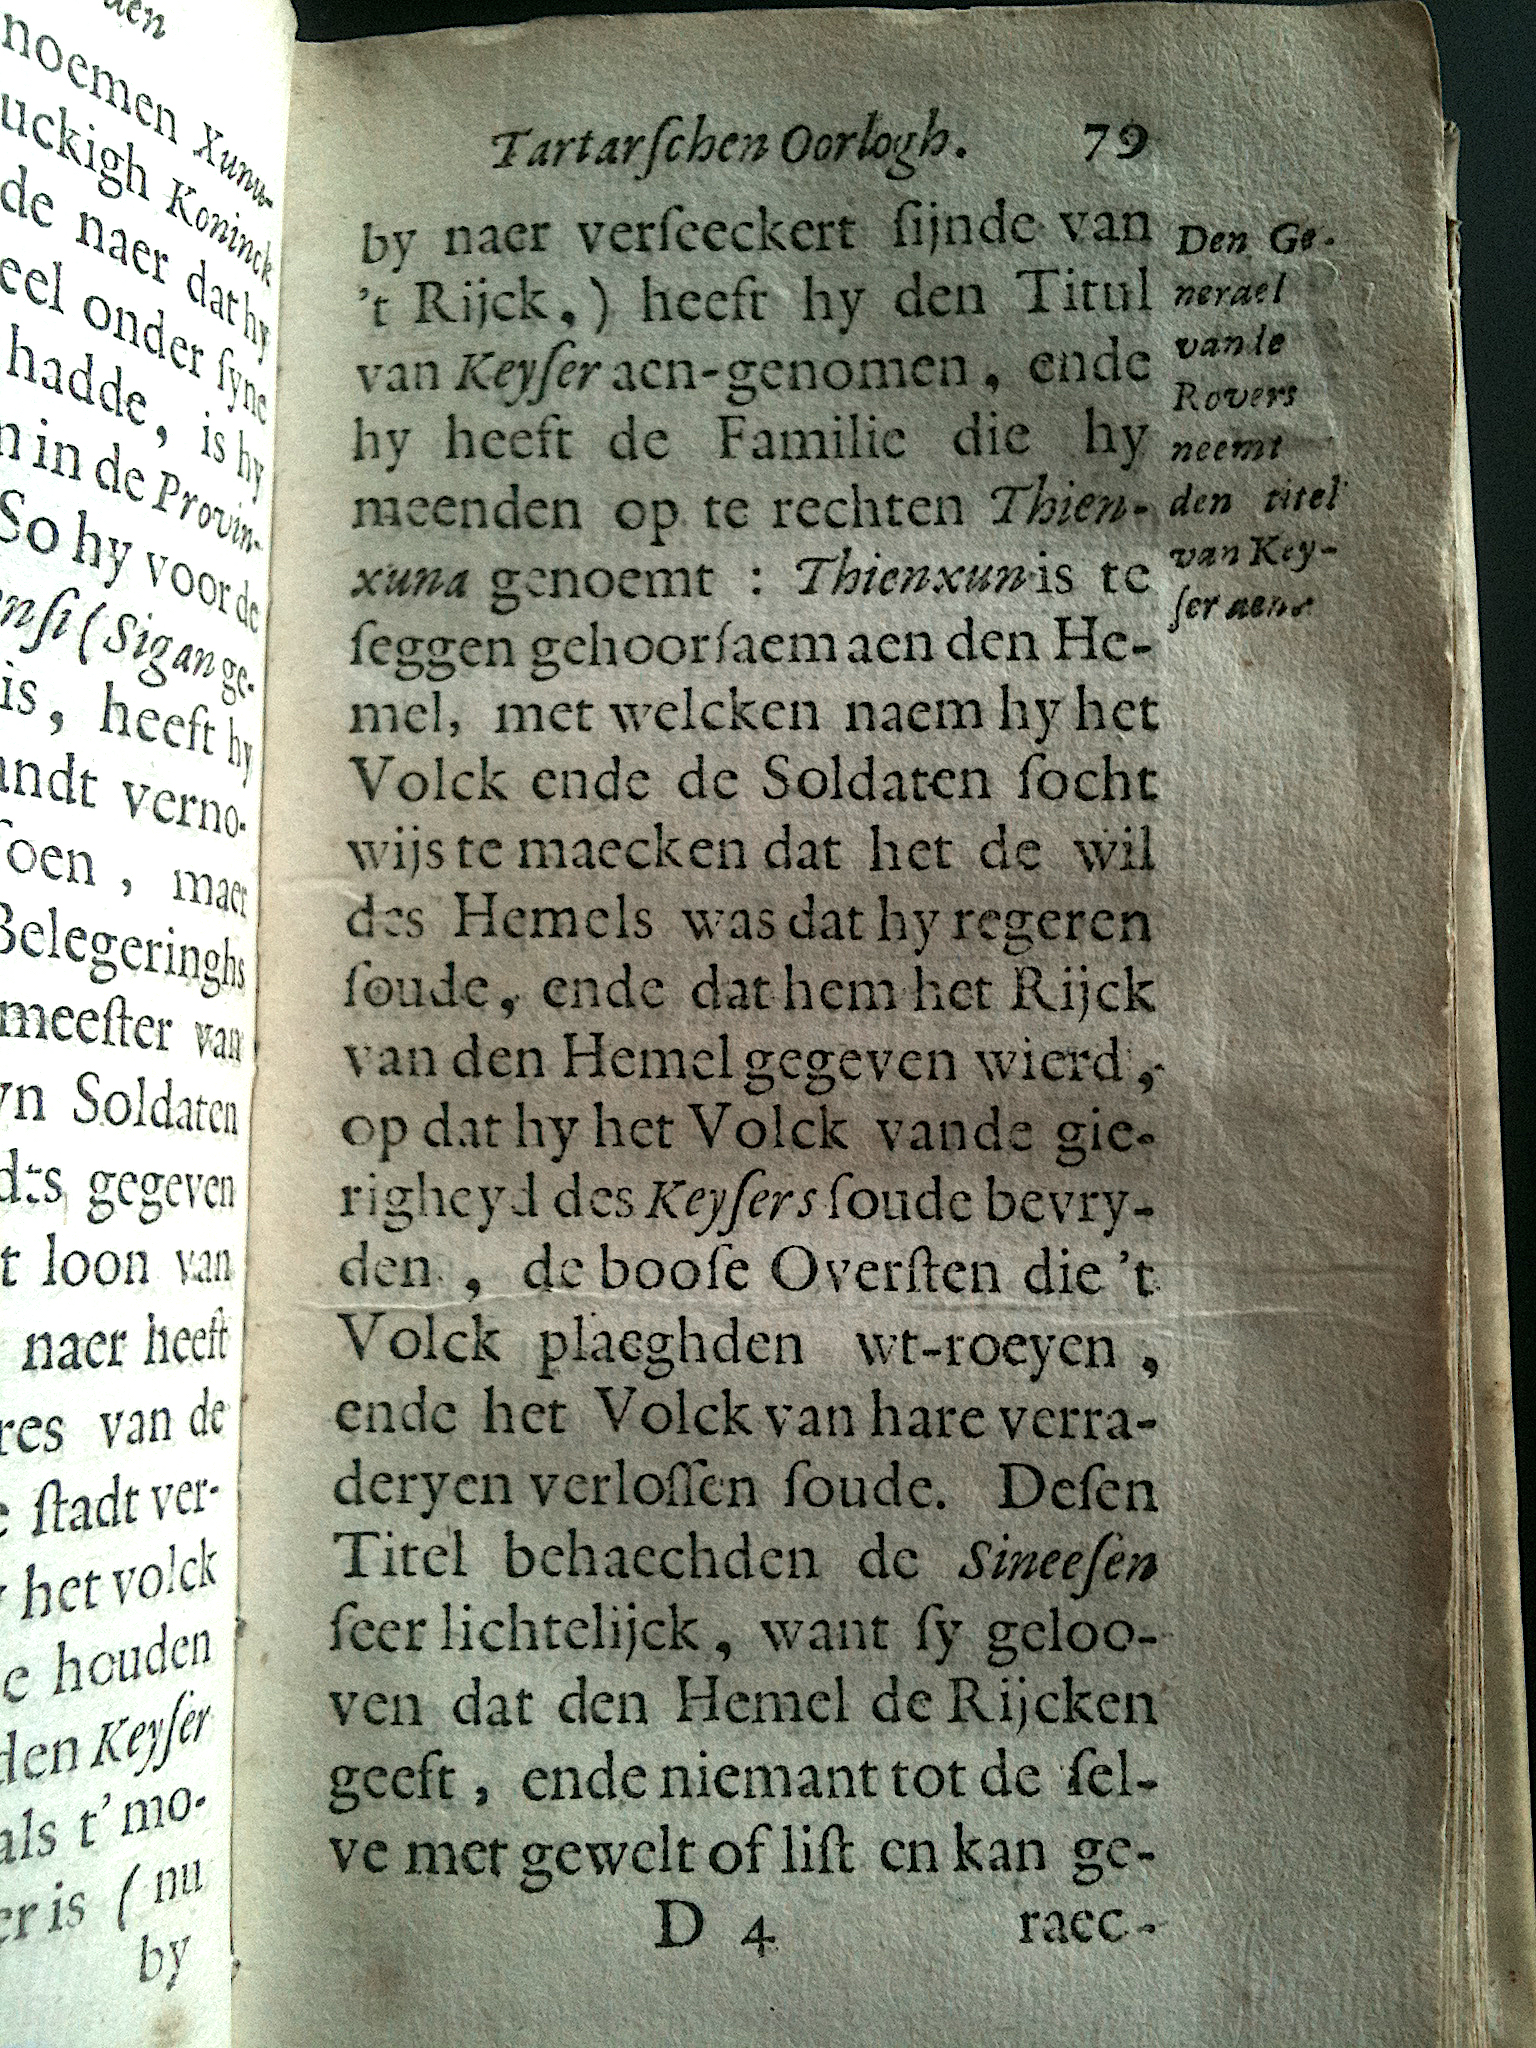 den
noemen Xunu-
uckigh Koninck
de naer dat hy
eel onder ſyne
hadde, is hy
n in de Provin-
So hy voor de
nſi (Sigan ge-
is, heeft hy
andt verno-
ſoen, maer
Belegeringhs
meeſter van
yn Soldaten
gegeven
t loon van
naer heeft
res van de
ſtadt ver-
het volck
e houden
den Keyſer
als t' mo-
er is (nu
by
Tartarſchen Oorlogh. 79
by naer verſeeckert ſijnde van
't Rijck,) heeft hy den Titul
van Keyſer aen-genomen, ende
hy heeft de Familie die hy
meenden op te rechten Thien-
xuna genoemt : Thienxun is te
ſeggen gehoorſaem aen den He-
mel, met welcken naem hy het
Volck ende de Soldaten ſocht
wijs te maecken dat het de wil
des Hemels was dat hy regeren
ſoude, ende dat hem het Rijck
van den Hemel gegeven wierd,
op dat hy het Volck vande gie-
righeyd des Keyſers ſoude bevry-
den, de booſe Overſten die 't
Volck plaeghden wt-roeyen,
ende het Volck van hare verra-
deryen verloſſen ſoude. Deſen
Titel behaechden de Sineeſen
ſeer lichtelijck, want ſy geloo-
ven dat den Hemel de Rijcken
geeft, ende niemant tot de ſel-
ve met gewelt of liſt en kan ge-
D 4 raec-
Den Ge-
nerael
vande
Rovers
neemt
den titel
van Key-
ſer aen.